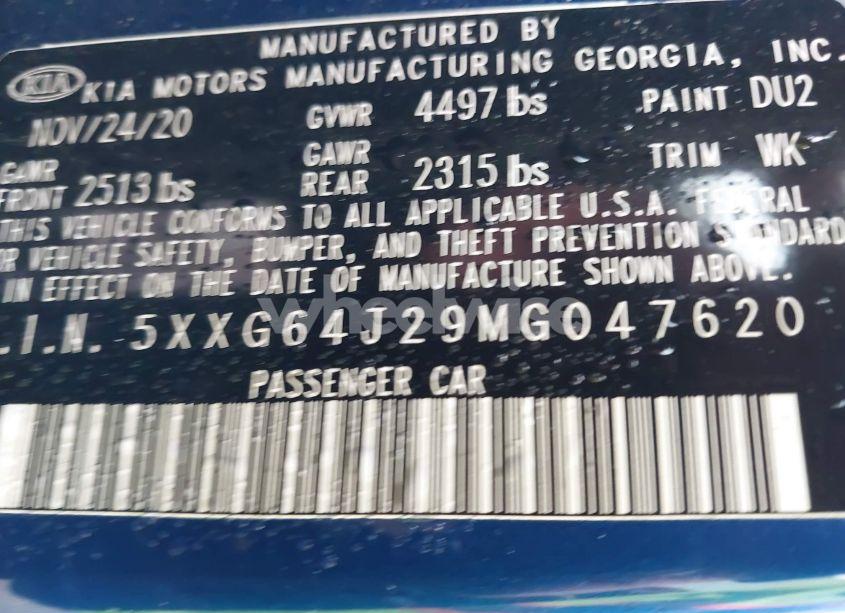 MANUFACTURED BY
KIA KIA MOTORS MANUFACTURING GEORGIA, INC.
NOV/24/20 GVWR 4497 lbs PAINT DU2
GAWR FRONT 2513 lbs GAWR REAR 2315 lbs TRIM WK
THIS VEHICLE CONFORMS TO ALL APPLICABLE U.S.A. FEDERAL
R VEHICLE SAFETY, BUMPER, AND THEFT PREVENTION STANDARD
IN EFFECT ON THE DATE OF MANUFACTURE SHOWN ABOVE.
.I.N. 5XXG64J29MG047620
PASSENGER CAR